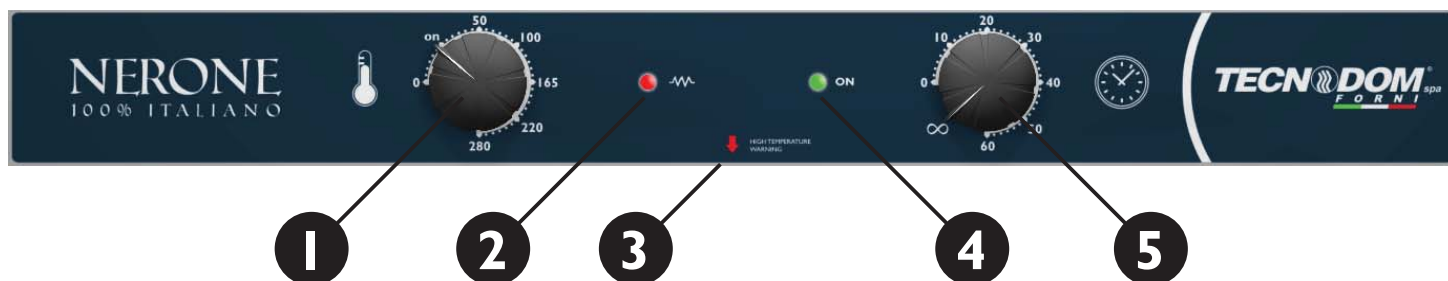 NERONE
100% ITALIANO
50
on
100
0
165
220
280
ON
HIGH TEMPERATURE
WARNING
20
10
30
0
40
50
∞
60
TECNODOM® spa
FORNI
1
2
3
4
5